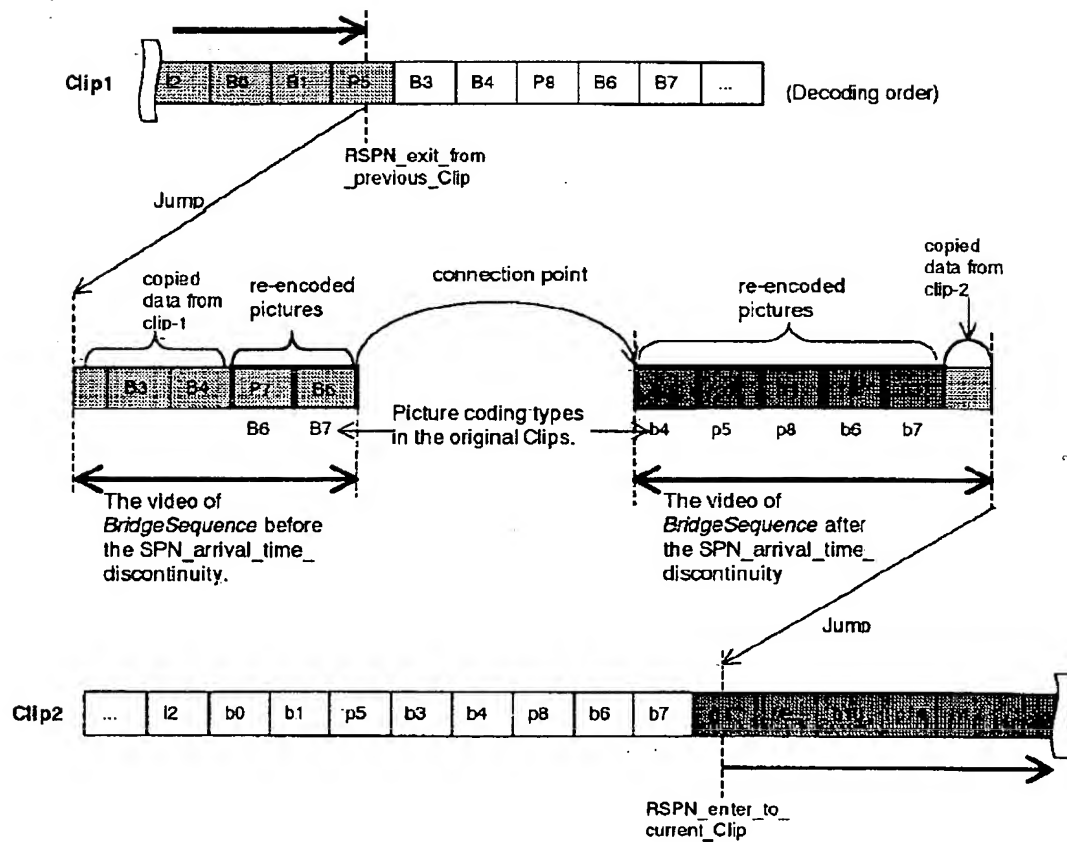 Clip1
I2 B0 B1 P5 B3 B4 P8 B6 B7 ...
(Decoding order)
RSPN_exit_from
_previous_Clip
Jump
copied
data from
clip-1
re-encoded
pictures
connection point
re-encoded
pictures
copied
data from
clip-2
B3 B4 P7 B6
B6 B7
Picture coding types
in the original Clips.
b4 p5 p8 b6 b7
The video of
BridgeSequence before
the SPN_arrival_time_
discontinuity.
The video of
BridgeSequence after
the SPN_arrival_time_
discontinuity
Jump
Clip2
... I2 b0 b1 p5 b3 b4 p8 b6 b7
RSPN_enter_to_
current_Clip